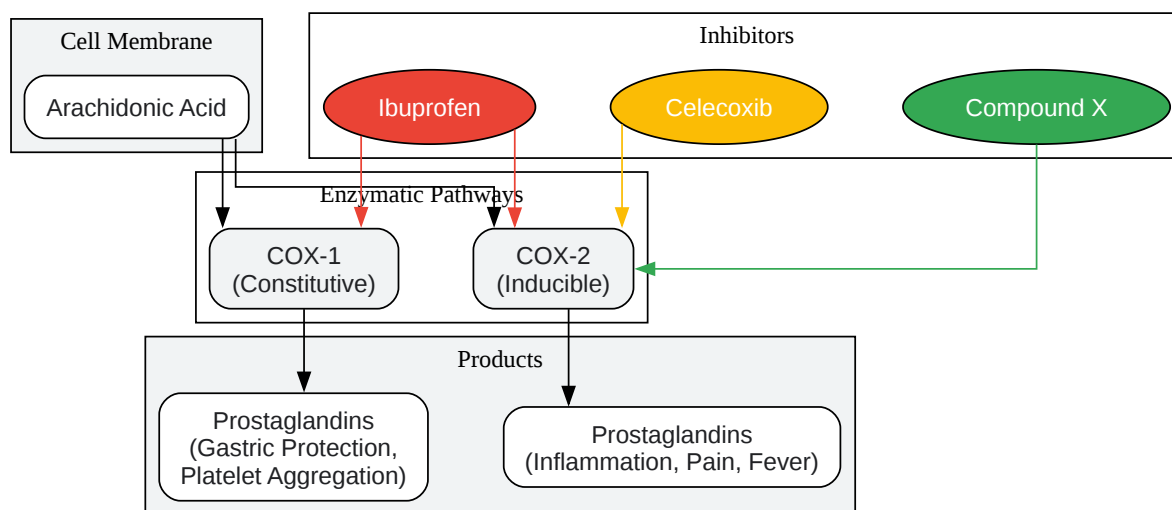 Cell Membrane
Arachidonic Acid
Inhibitors
Ibuprofen
Celecoxib
Compound X
Enzymatic Pathways
COX-1
(Constitutive)
COX-2
(Inducible)
Products
Prostaglandins
(Gastric Protection,
Platelet Aggregation)
Prostaglandins
(Inflammation, Pain, Fever)